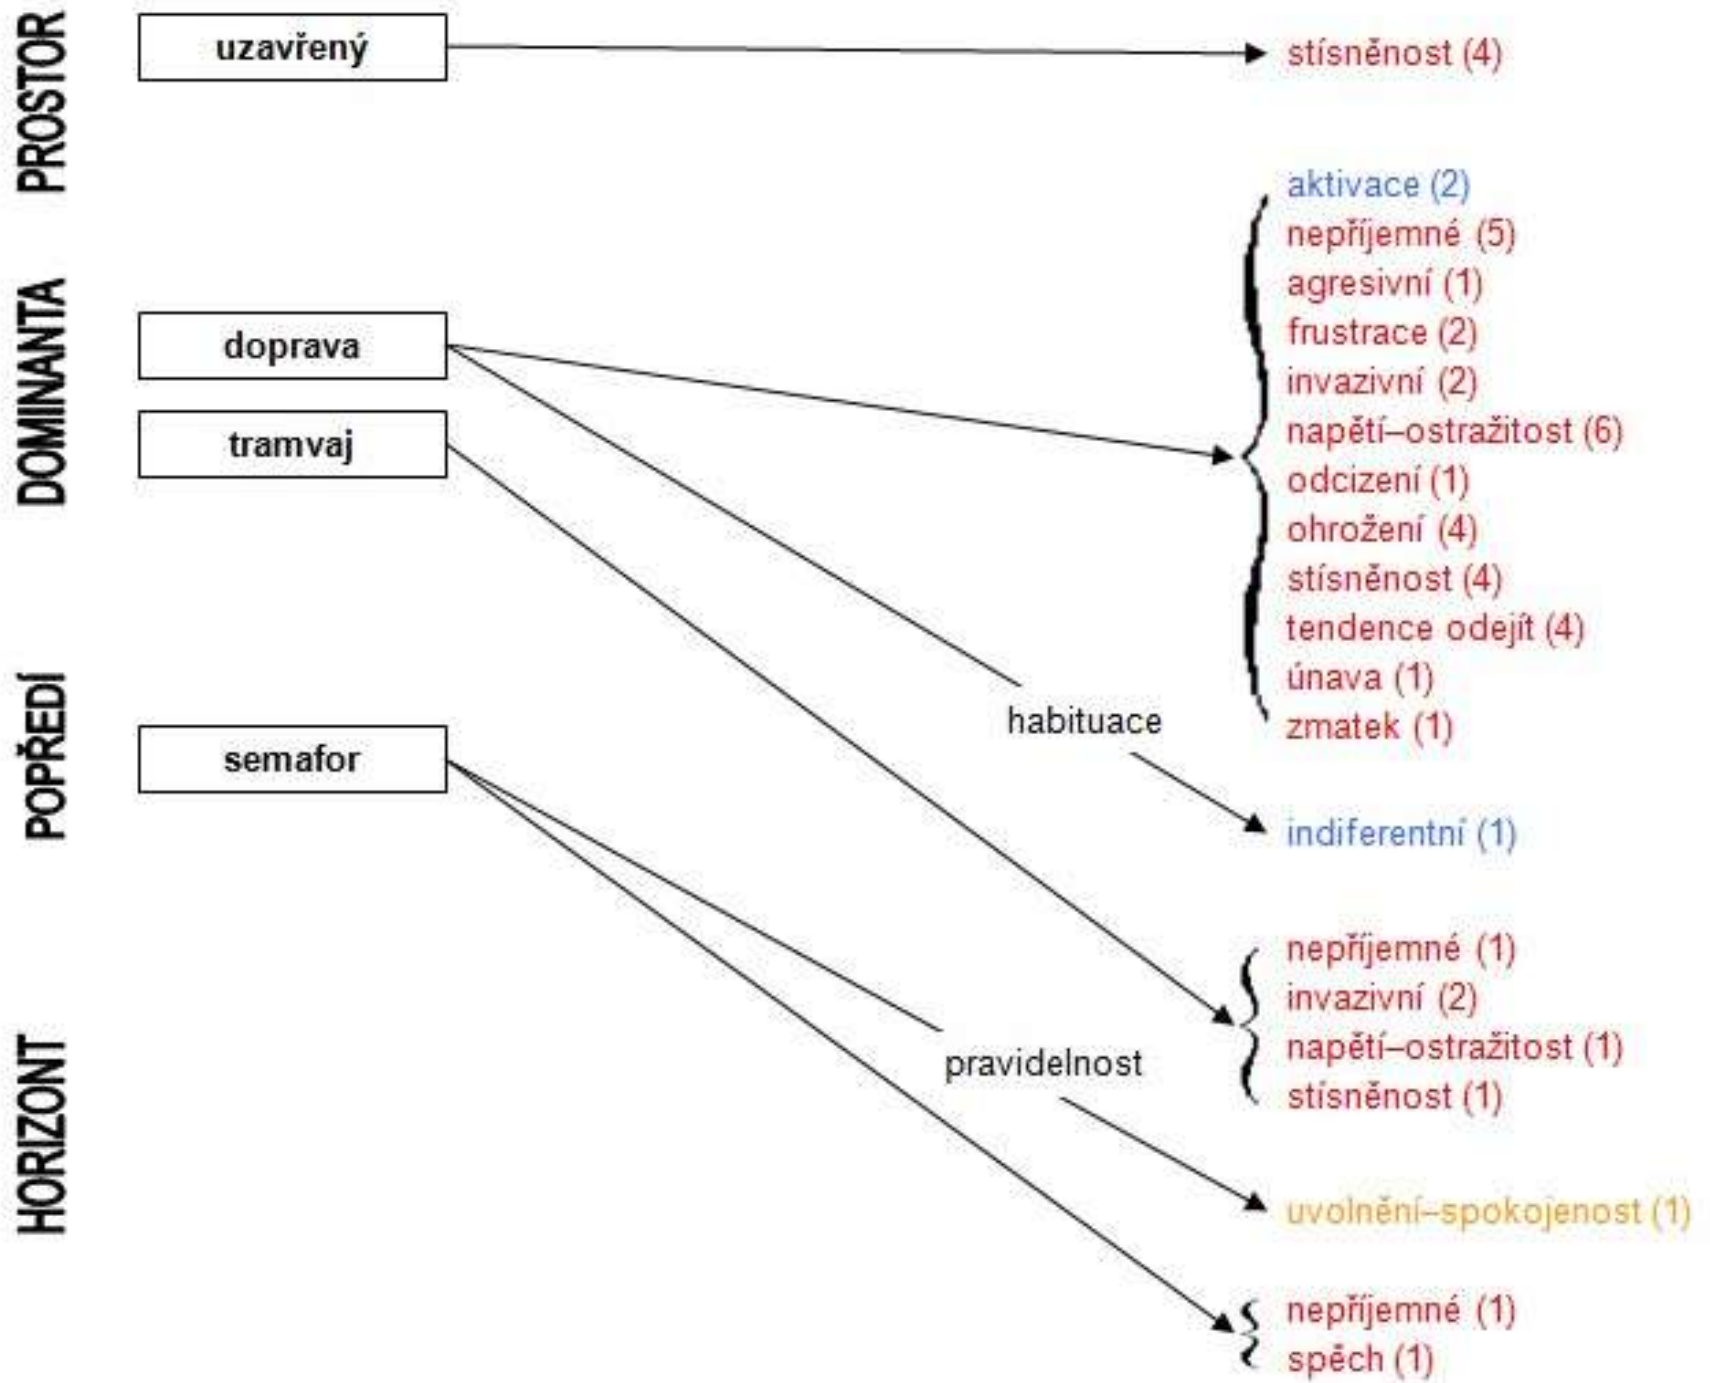 PROSTOR
uzavřený
stísněnost (4)
DOMINANTA
doprava
tramvaj
aktivace (2)
nepříjemné (5)
agresivní (1)
frustrace (2)
invazivní (2)
napětí–ostražitost (6)
odcizení (1)
ohrožení (4)
stísněnost (4)
tendence odejít (4)
únava (1)
zmatek (1)
habituace
indiferentní (1)
POPŘEDÍ
semafor
nepříjemné (1)
invazivní (2)
napětí–ostražitost (1)
stísněnost (1)
pravidelnost
uvolnění–spokojenost (1)
HORIZONT
nepříjemné (1)
spěch (1)